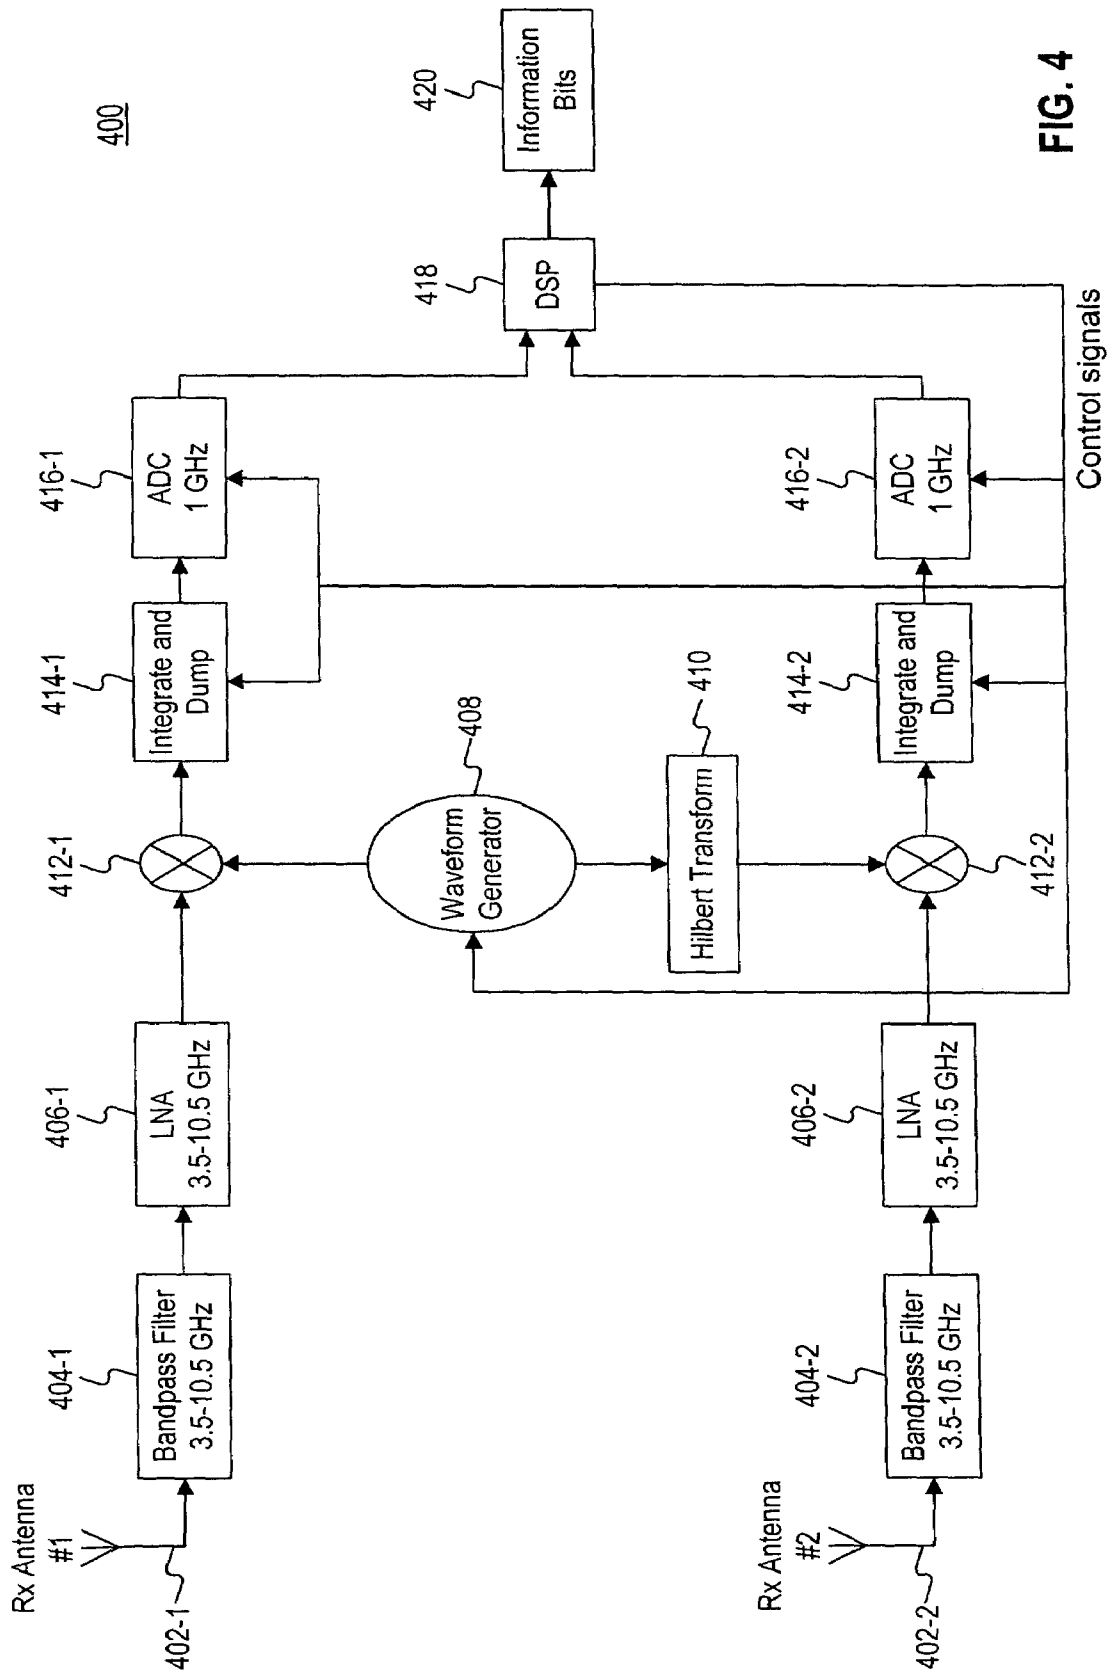 400
Rx Antenna
#1
402-1
404-1
Bandpass Filter
3.5-10.5 GHz
406-1
LNA
3.5-10.5 GHz
412-1
414-1
Integrate and
Dump
416-1
ADC
1 GHz
408
Waveform
Generator
410
Hilbert Transform
418
DSP
420
Information
Bits
Rx Antenna
#2
402-2
404-2
Bandpass Filter
3.5-10.5 GHz
406-2
LNA
3.5-10.5 GHz
412-2
414-2
Integrate and
Dump
416-2
ADC
1 GHz
Control signals
FIG. 4